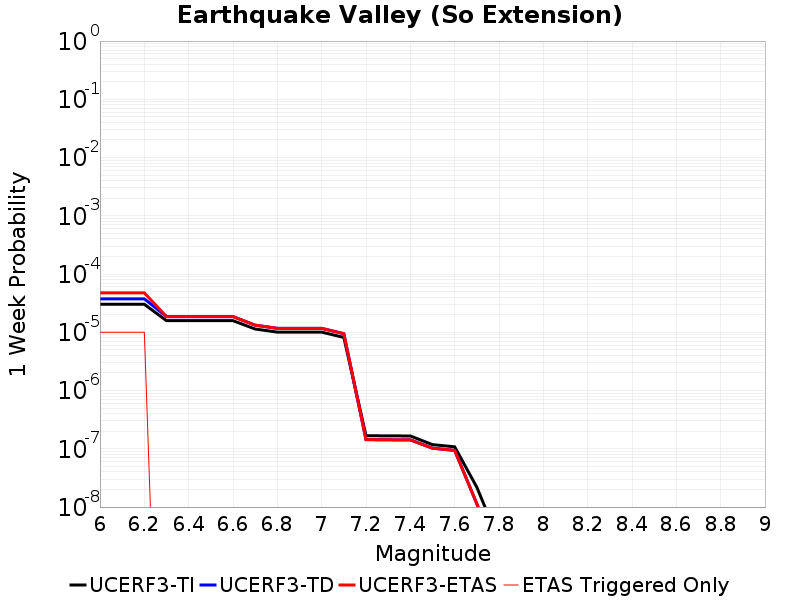 Earthquake Valley (So Extension)
1 Week Probability
10^0
10^-1
10^-2
10^-3
10^-4
10^-5
10^-6
10^-7
10^-8
6 6.2 6.4 6.6 6.8 7 7.2 7.4 7.6 7.8 8 8.2 8.4 8.6 8.8 9
Magnitude
UCERF3-TI UCERF3-TD UCERF3-ETAS ETAS Triggered Only